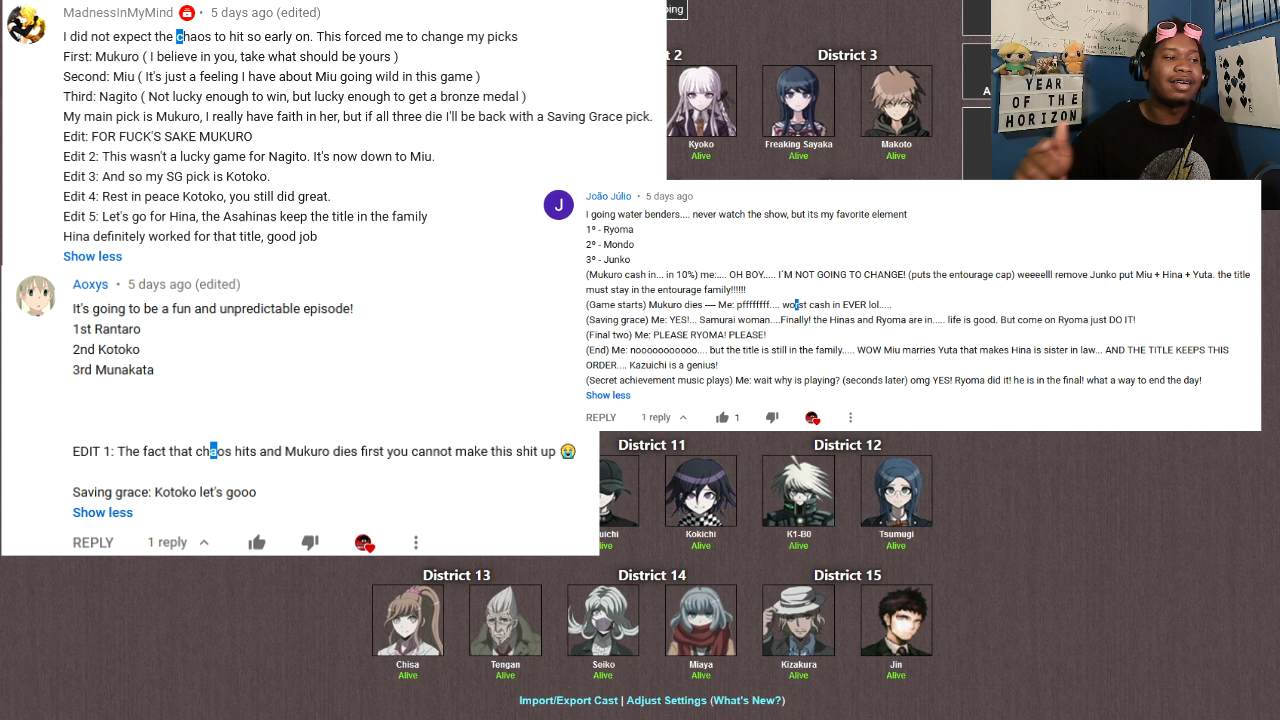 MadnessInMyMind • 5 days ago (edited)
I did not expect the chaos to hit so early on. This forced me to change my picks
First: Mukuro ( I believe in you, take what should be yours )
Second: Miu ( It's just a feeling I have about Miu going wild in this game )
Third: Nagito ( Not lucky enough to win, but lucky enough to get a bronze medal )
My main pick is Mukuro, I really have faith in her, but if all three die I'll be back with a Saving Grace pick.
Edit: FOR FUCK'S SAKE MUKURO
Edit 2: This wasn't a lucky game for Nagito. It's now down to Miu.
Edit 3: And so my SG pick is Kotoko.
Edit 4: Rest in peace Kotoko, you still did great.
Edit 5: Let's go for Hina, the Asahinas keep the title in the family
Hina definitely worked for that title, good job
Show less
Aoxys • 5 days ago (edited)
It's going to be a fun and unpredictable episode!
1st Rantaro
2nd Kotoko
3rd Munakata
EDIT 1: The fact that chaos hits and Mukuro dies first you cannot make this shit up 😭
Saving grace: Kotoko let's gooo
Show less
REPLY 1 reply
t 2 District 3
Kyoko Freaking Sayaka Makoto
Alive Alive Alive
YEAR
OF THE
HORIZON
J
João Júlio • 5 days ago
I going water benders.... never watch the show, but its my favorite element
1º - Ryoma
2º - Mondo
3º - Junko
(Mukuro cash in... in 10%) me:.... OH BOY..... I´M NOT GOING TO CHANGE! (puts the entourage cap) weeeelll remove Junko put Miu + Hina + Yuta. the title
must stay in the entourage family!!!!!!
(Game starts) Mukuro dies ---- Me: pffffffff.... worst cash in EVER lol.....
(Saving grace) Me: YES!... Samurai woman....Finally! the Hinas and Ryoma are in..... life is good. But come on Ryoma just DO IT!
(Final two) Me: PLEASE RYOMA! PLEASE!
(End) Me: nooooooooooo.... but the title is still in the family..... WOW Miu marries Yuta that makes Hina is sister in law... AND THE TITLE KEEPS THIS
ORDER.... Kazuichi is a genius!
(Secret achievement music plays) Me: wait why is playing? (seconds later) omg YES! Ryoma did it! he is in the final! what a way to end the day!
Show less
REPLY 1 reply 1
District 11 District 12
uichi Kokichi K1-B0 Tsumugi
live Alive Alive Alive
District 13 District 14 District 15
Chisa Tengan Seiko Miaya Kizakura Jin
Alive Alive Alive Alive Alive Alive
Import/Export Cast | Adjust Settings (What's New?)